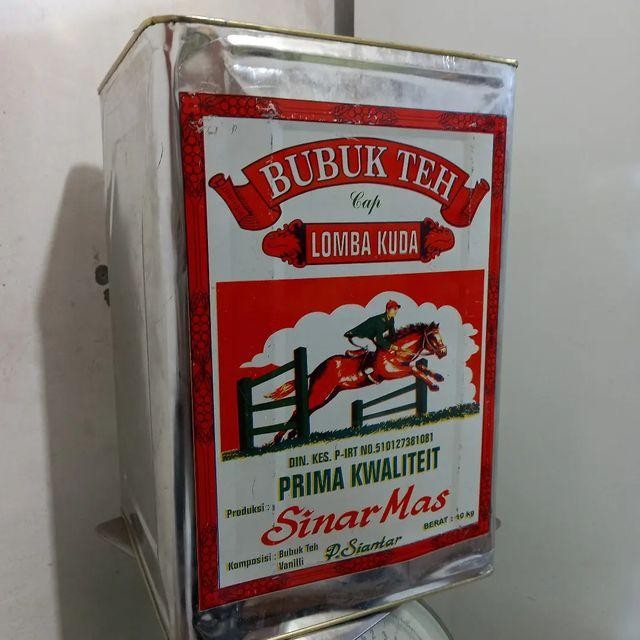 BUBUK TEH
Cap
LOMBA KUDA
DIN. KES. P-IRT NO.510127381081
PRIMA KWALITEIT
Produksi :
Sinar Mas
BERAT : 10 Kg
Komposisi : Bubuk Teh
Vanilli
P.Siantar